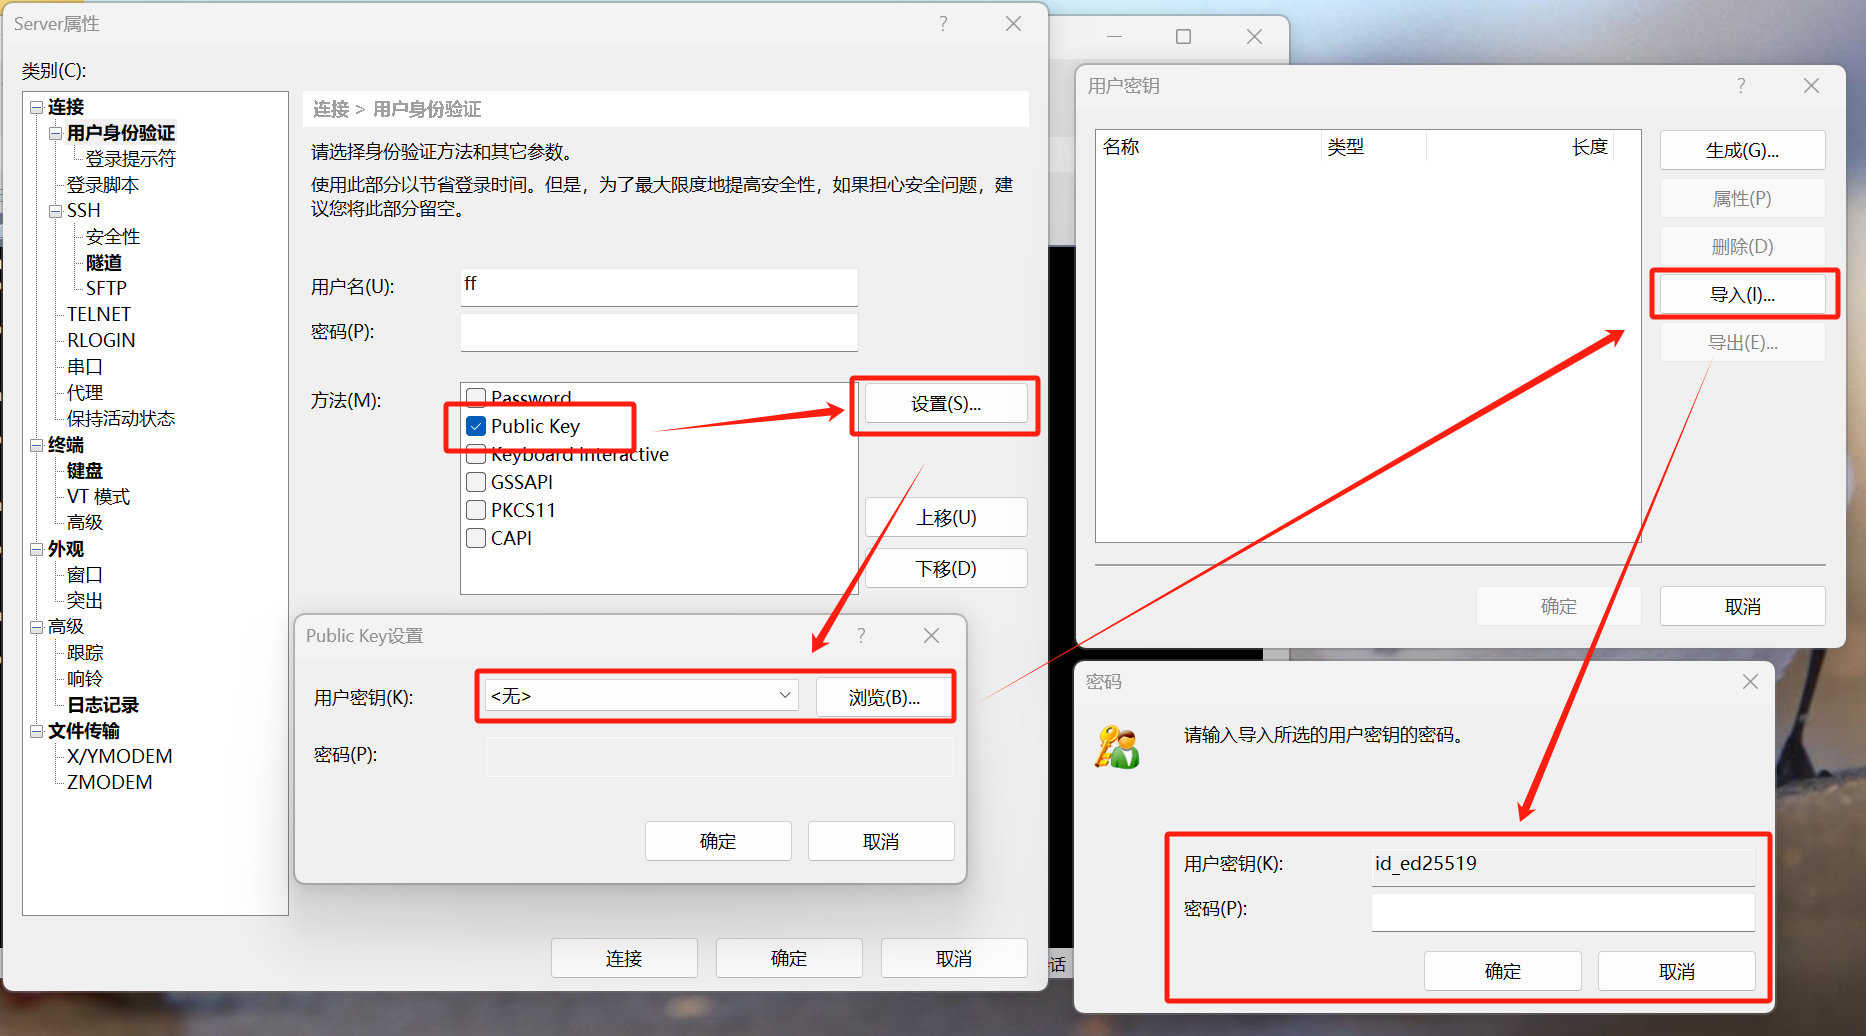 Server属性
类别(C):
连接
用户身份验证
登录提示符
登录脚本
SSH
安全性
隧道
SFTP
TELNET
RLOGIN
串口
代理
保持活动状态
终端
键盘
VT 模式
高级
外观
窗口
突出
高级
跟踪
响铃
日志记录
文件传输
X/YMODEM
ZMODEM
连接 > 用户身份验证
请选择身份验证方法和其它参数。
使用此部分以节省登录时间。但是，为了最大限度地提高安全性，如果担心安全问题，建
议您将此部分留空。
用户名(U):
ff
密码(P):
方法(M):
Password
Public Key
Keyboard Interactive
GSSAPI
PKCS11
CAPI
设置(S)...
上移(U)
下移(D)
Public Key设置
用户密钥(K):
<无>
浏览(B)...
密码(P):
确定
取消
连接
确定
取消
用户密钥
名称
类型
长度
生成(G)...
属性(P)
删除(D)
导入(I)...
导出(E)...
确定
取消
话
密码
请输入导入所选的用户密钥的密码。
用户密钥(K):
id_ed25519
密码(P):
确定
取消